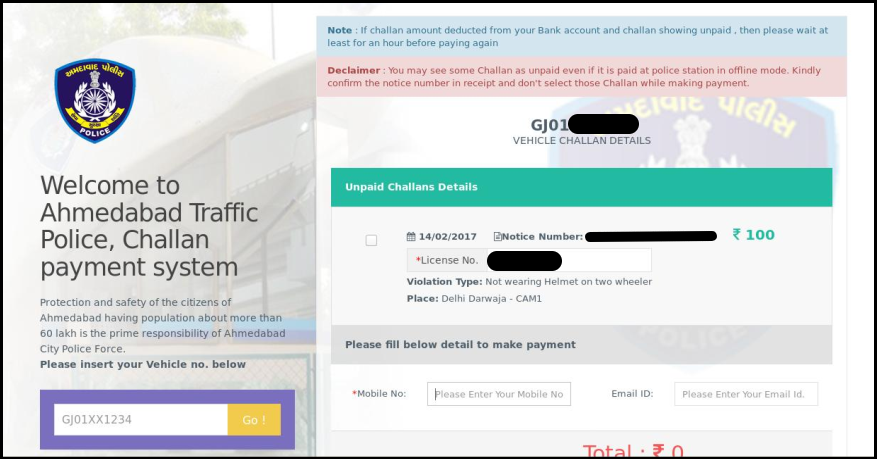 અમદાવાદ પોલીસ
POLICE
Welcome to
Ahmedabad Traffic
Police, Challan
payment system
Protection and safety of the citizens of
Ahmedabad having population about more than
60 lakh is the prime responsibility of Ahmedabad
City Police Force.
Please insert your Vehicle no. below
GJ01XX1234 Go !
Note : If challan amount deducted from your Bank account and challan showing unpaid , then please wait at
least for an hour before paying again
Declaimer : You may see some Challan as unpaid even if it is paid at police station in offline mode. Kindly
confirm the notice number in receipt and don't select those Challan while making payment.
GJ01
VEHICLE CHALLAN DETAILS
Unpaid Challans Details
14/02/2017 Notice Number: ₹ 100
*License No.
Violation Type: Not wearing Helmet on two wheeler
Place: Delhi Darwaja - CAM1
Please fill below detail to make payment
*Mobile No: Please Enter Your Mobile No Email ID: Please Enter Your Email Id.
Total : ₹ 0